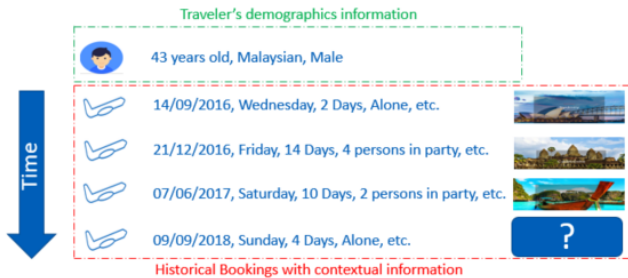 Traveler's demographics information
43 years old, Malaysian, Male
14/09/2016, Wednesday, 2 Days, Alone, etc.
21/12/2016, Friday, 14 Days, 4 persons in party, etc.
Time
07/06/2017, Saturday, 10 Days, 2 persons in party, etc.
09/09/2018, Sunday, 4 Days, Alone, etc.
?
Historical Bookings with contextual information